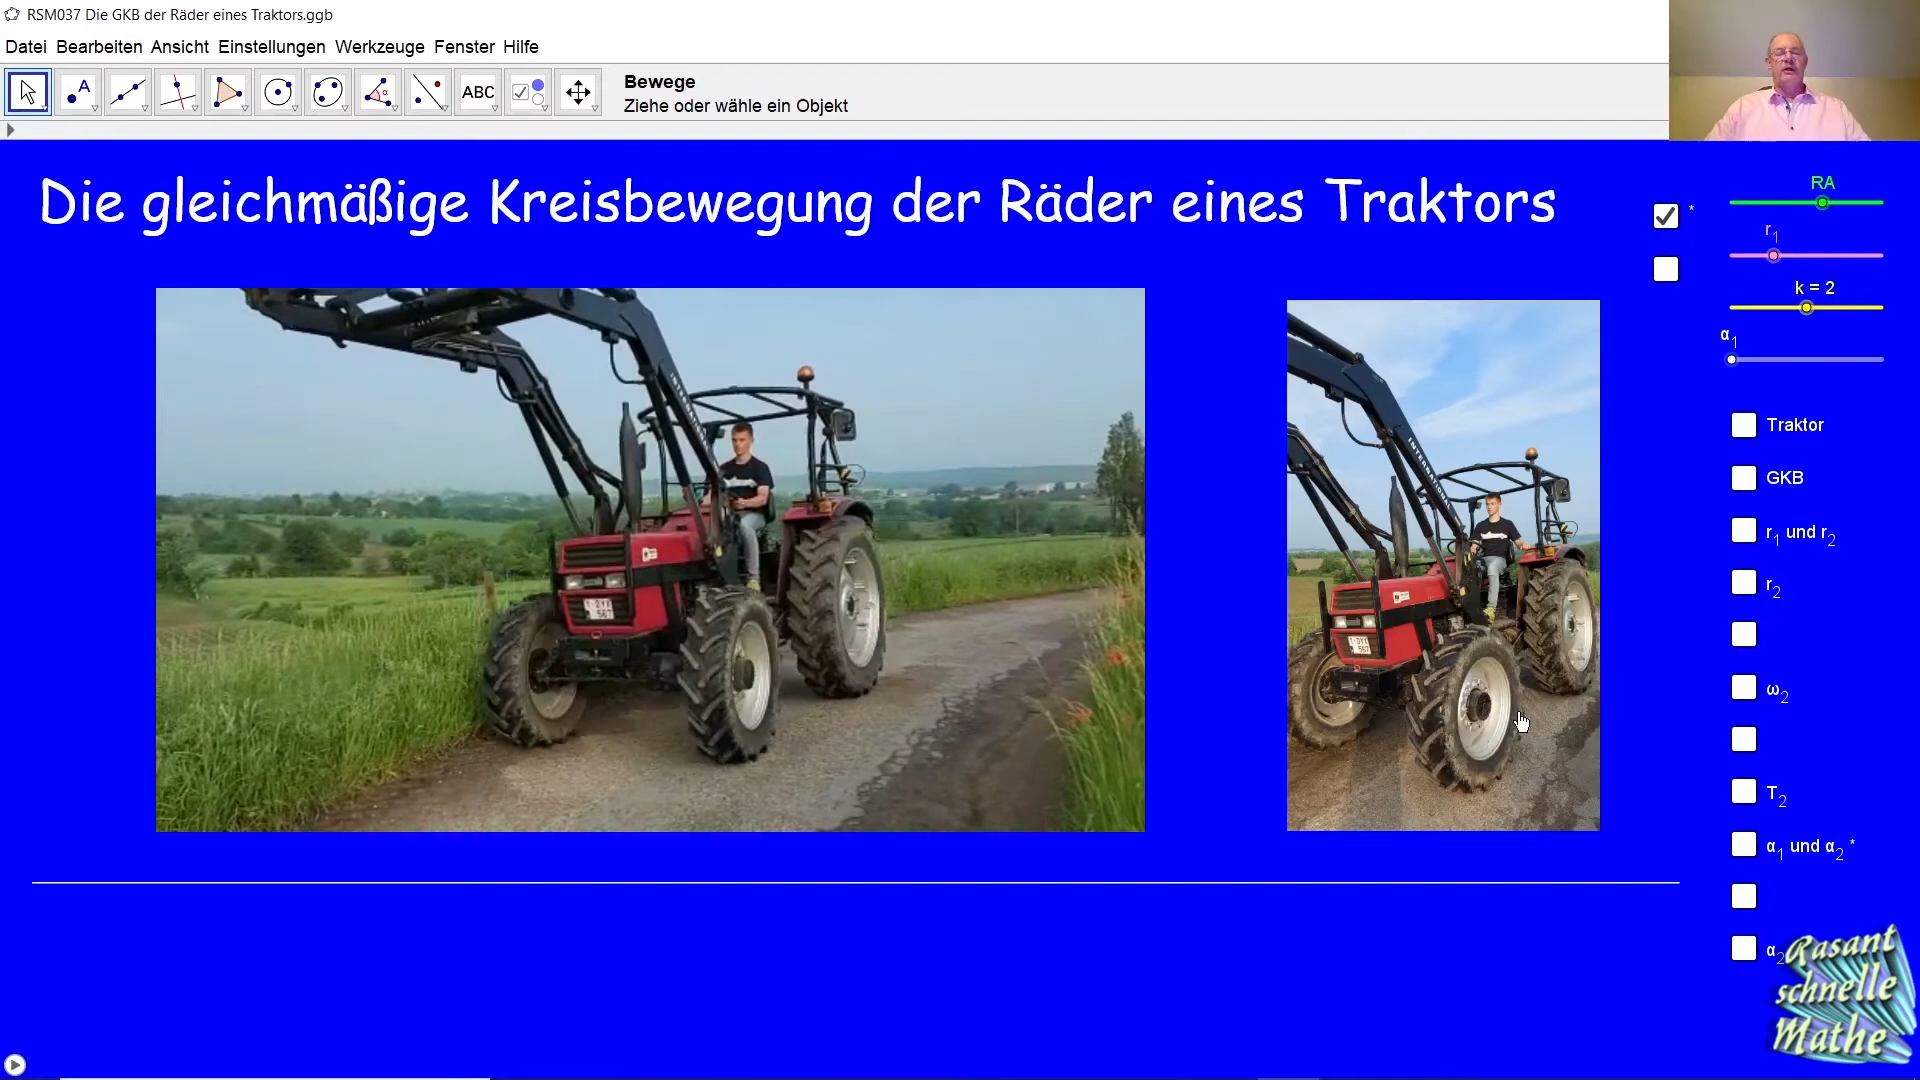 RSM037 Die GKB der Räder eines Traktors.ggb
Datei Bearbeiten Ansicht Einstellungen Werkzeuge Fenster Hilfe
A
α
ABC
Bewege
Ziehe oder wähle ein Objekt
Die gleichmäßige Kreisbewegung der Räder eines Traktors
*
RA
r1
k = 2
α1
INTERNATIONAL
Traktor
GKB
r1 und r2
r2
ω2
T2
α1 und α2 *
α2
Rasant
schnelle
Mathe